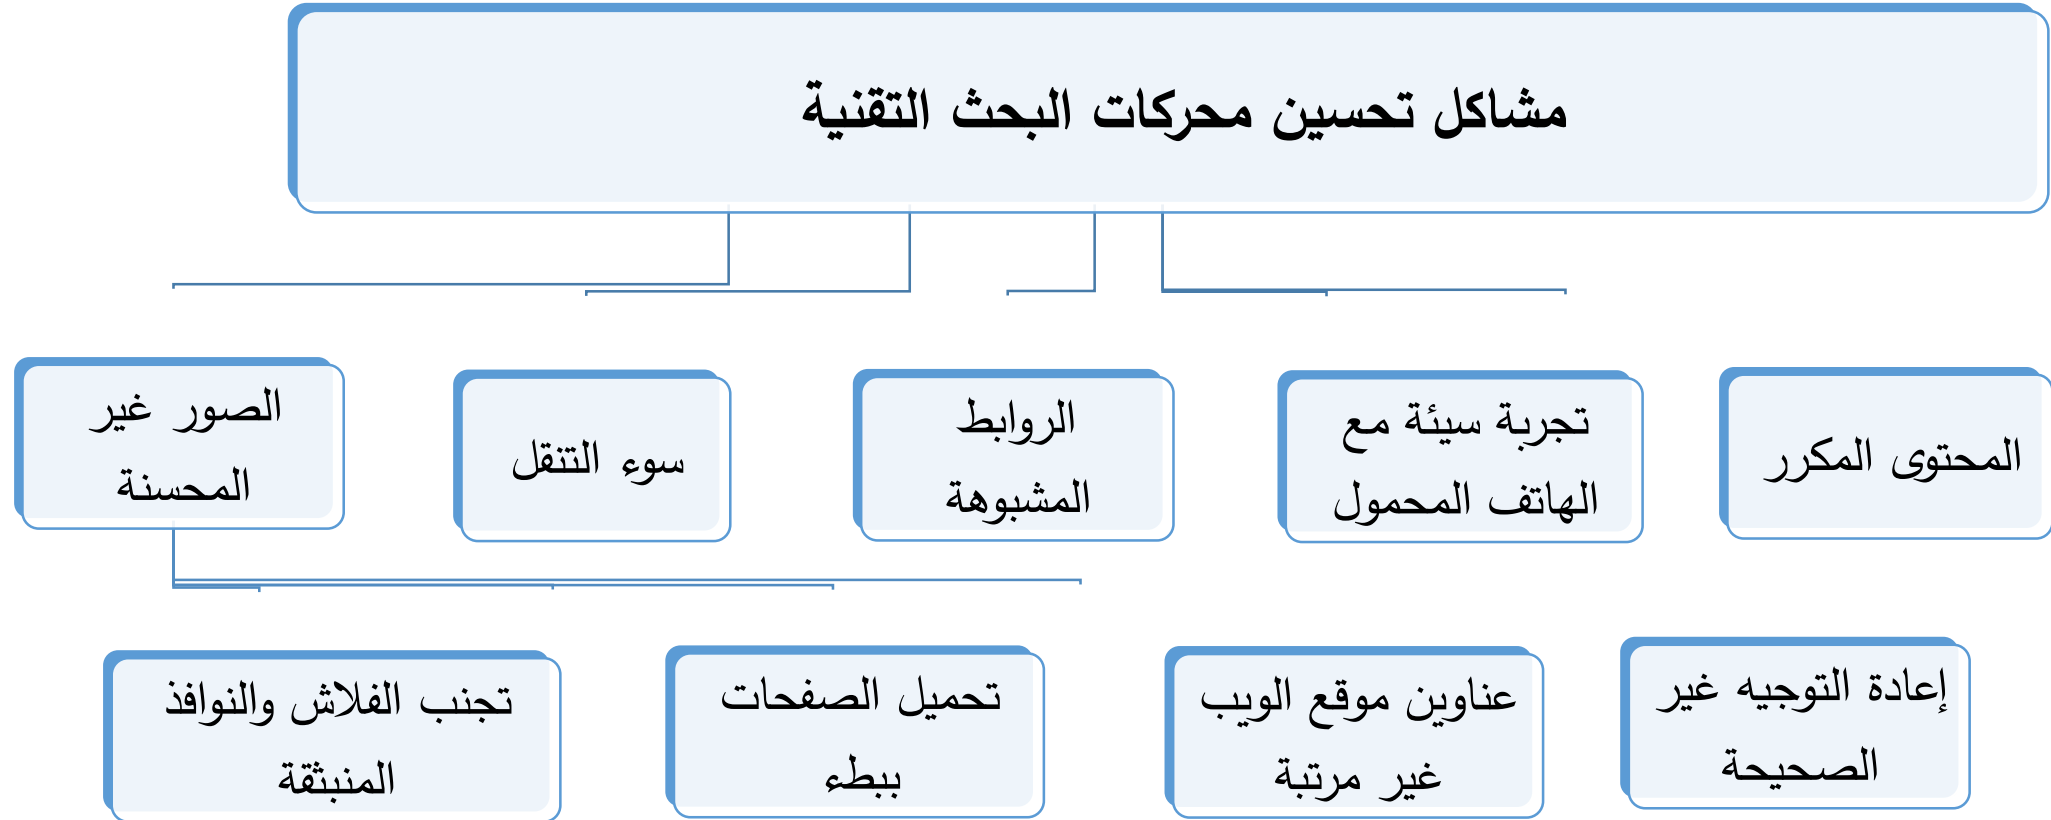 مشاكل تحسين محركات البحث التقنية
المحتوى المكرر
تجربة سيئة مع
الهاتف المحمول
الروابط
المشبوهة
سوء التنقل
الصور غير
المحسنة
إعادة التوجيه غير
الصحيحة
عناوين موقع الويب
غير مرتبة
تحميل الصفحات
ببطء
تجنب الفلاش والنوافذ
المنبثقة